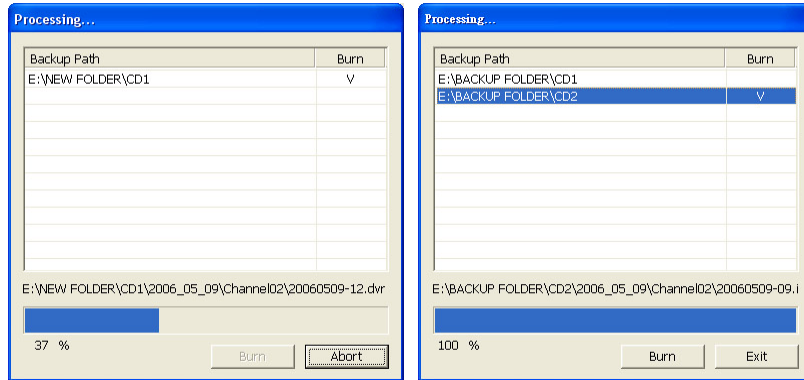 Processing...
Backup Path Burn
E:\NEW FOLDER\CD1 V
E:\NEW FOLDER\CD1\2006_05_09\Channel02\20060509-12.dvr
37 %
Burn Abort
Processing...
Backup Path Burn
E:\BACKUP FOLDER\CD1
E:\BACKUP FOLDER\CD2 V
E:\BACKUP FOLDER\CD2\2006_05_09\Channel02\20060509-09.i
100 %
Burn Exit